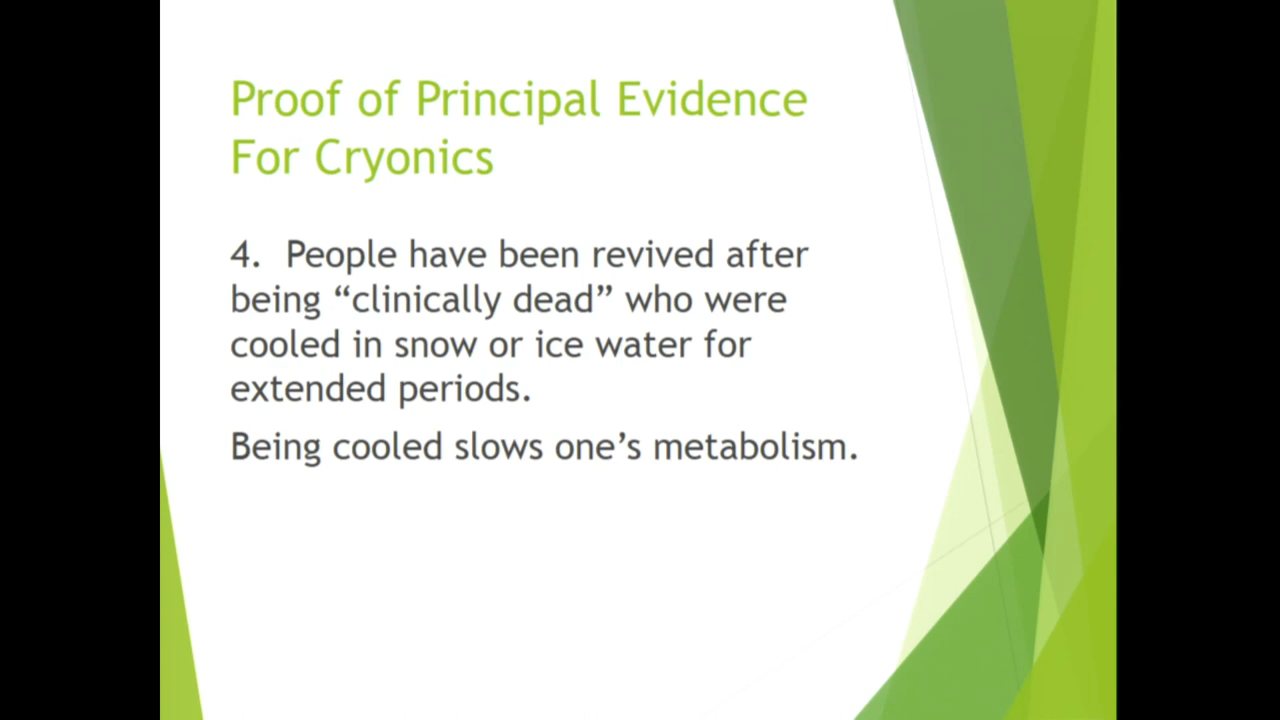 Proof of Principal Evidence
For Cryonics
4. People have been revived after
being “clinically dead” who were
cooled in snow or ice water for
extended periods.
Being cooled slows one’s metabolism.